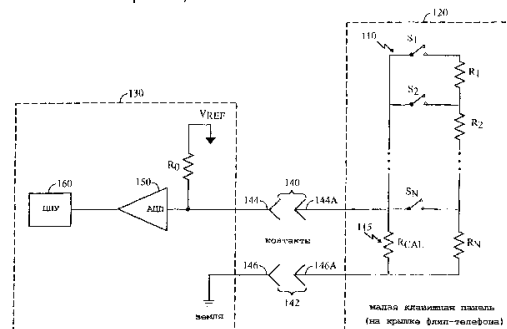 120
110
S1
R1
130
S2
VREF
R2
R0
160
150
140
ЦПУ
АЦП
144
144A
SN
контакты
115
RCAL
RN
146
146A
142
земля
малая клавишная панель
(на крышке флип-телефона)